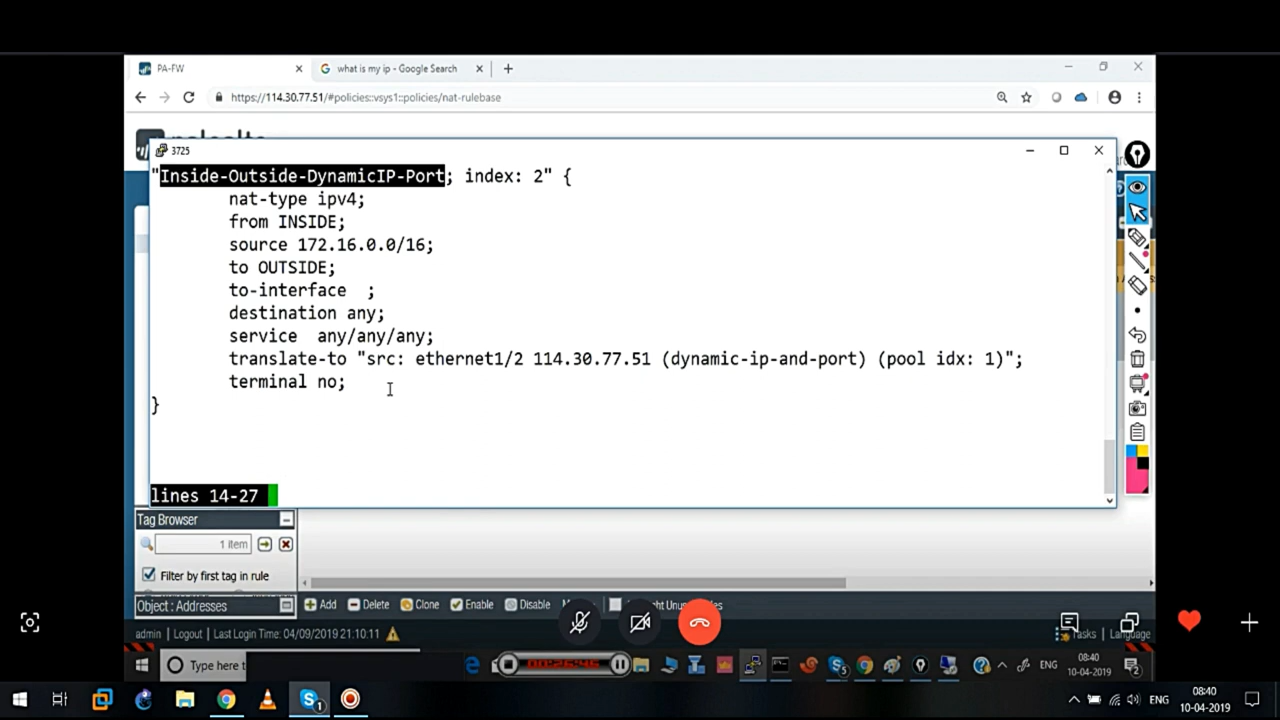 PA-FW
what is my ip - Google Search
https://114.30.77.51/#policies::vsys1::policies/nat-rulebase
3725
"Inside-Outside-DynamicIP-Port; index: 2" {
nat-type ipv4;
from INSIDE;
source 172.16.0.0/16;
to OUTSIDE;
to-interface  ;
destination any;
service  any/any/any;
translate-to "src: ethernet1/2 114.30.77.51 (dynamic-ip-and-port) (pool idx: 1)";
terminal no;
}
lines 14-27
Tag Browser
1 item
Filter by first tag in rule
Object : Addresses
Add Delete Clone Enable Disable
admin | Logout | Last Login Time: 04/09/2019 21:10:11
Tasks | Language
Type here t
ENG
08:40
10-04-2019
ENG
08:40
10-04-2019